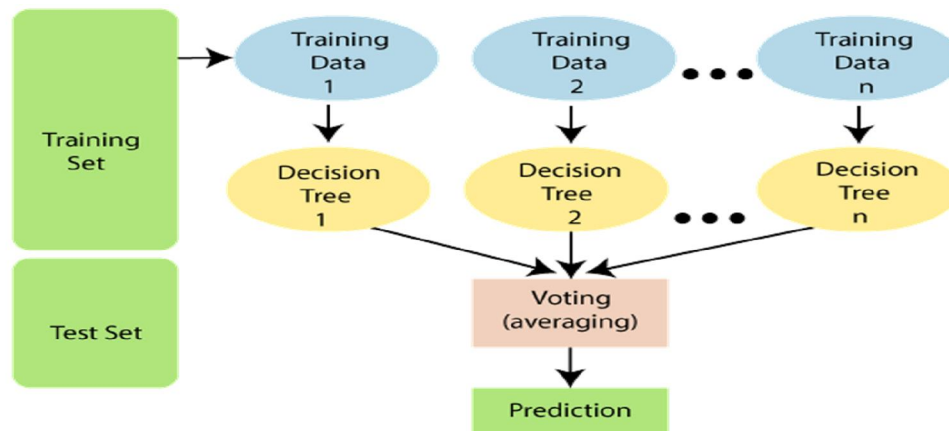 Training
Data
1
Training
Data
2
Training
Data
n
Training
Set
Decision
Tree
1
Decision
Tree
2
Decision
Tree
n
Test Set
Voting
(averaging)
Prediction